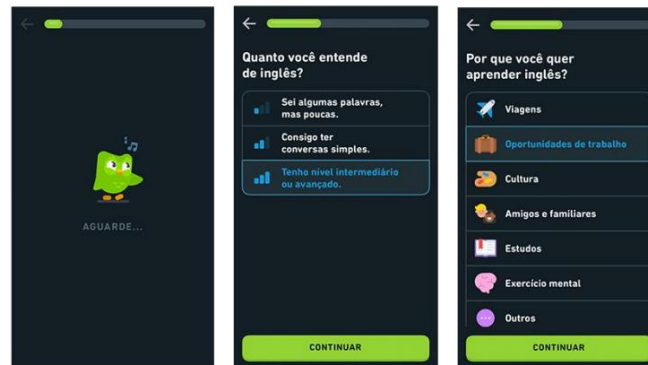 AGUARDE...
Quanto você entende
de inglês?
Sei algumas palavras,
mas poucas.
Consigo ter
conversas simples.
Tenho nível intermediário
ou avançado.
CONTINUAR
Por que você quer
aprender inglês?
Viagens
Oportunidades de trabalho
Cultura
Amigos e familiares
Estudos
Exercício mental
Outros
CONTINUAR